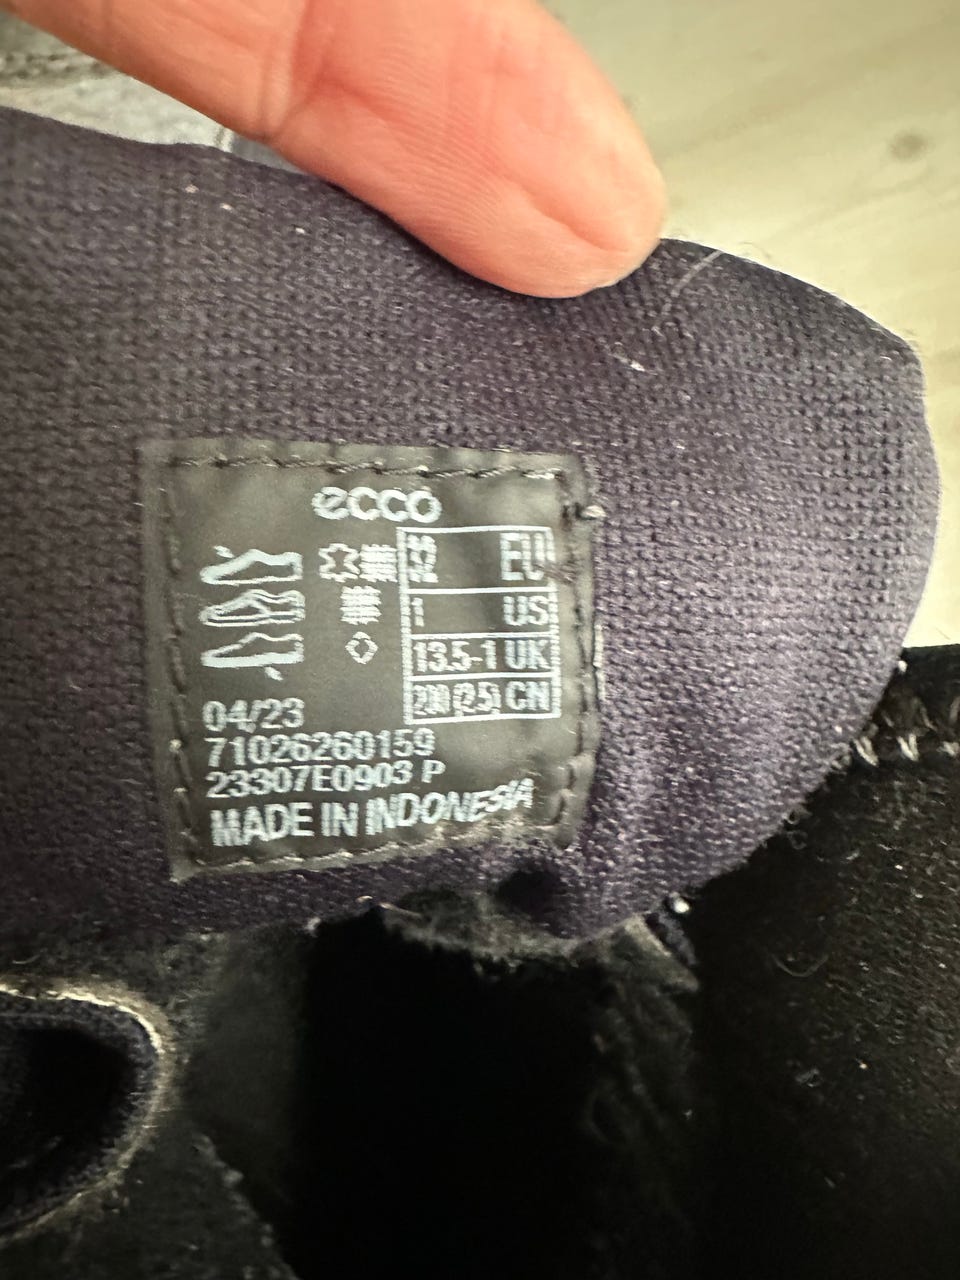 ecco
32 EU
1 US
13.5-1 UK
200 (2.5) CN
04/23
71026260159
23307E0903 P
MADE IN INDONESIA